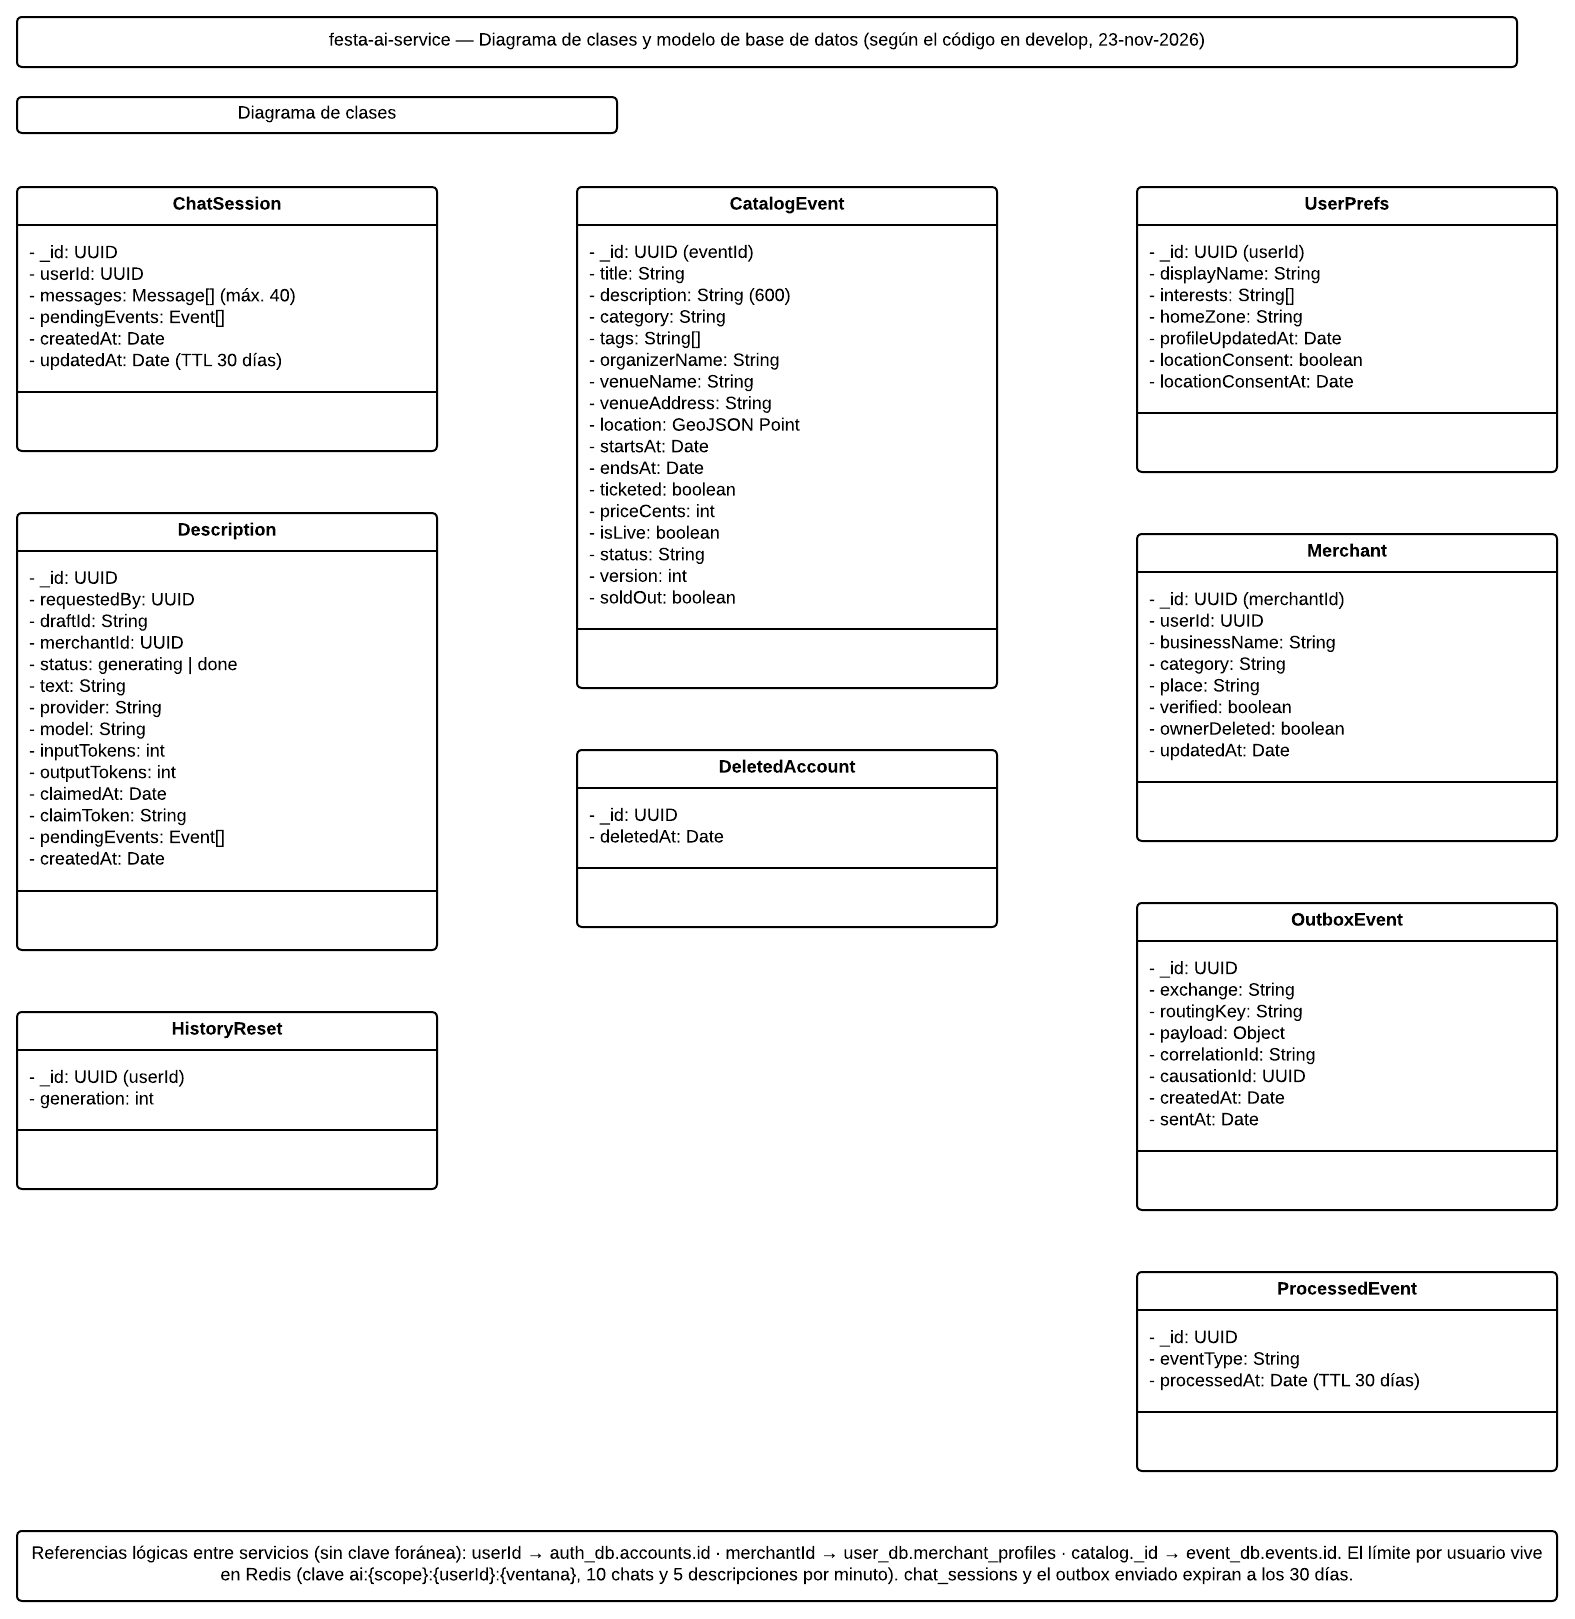 festa-ai-service — Diagrama de clases y modelo de base de datos (según el código en develop, 23-nov-2026)
Diagrama de clases
ChatSession
- _id: UUID
- userId: UUID
- messages: Message[] (máx. 40)
- pendingEvents: Event[]
- createdAt: Date
- updatedAt: Date (TTL 30 días)
Description
- _id: UUID
- requestedBy: UUID
- draftId: String
- merchantId: UUID
- status: generating | done
- text: String
- provider: String
- model: String
- inputTokens: int
- outputTokens: int
- claimedAt: Date
- claimToken: String
- pendingEvents: Event[]
- createdAt: Date
HistoryReset
- _id: UUID (userId)
- generation: int
CatalogEvent
- _id: UUID (eventId)
- title: String
- description: String (600)
- category: String
- tags: String[]
- organizerName: String
- venueName: String
- venueAddress: String
- location: GeoJSON Point
- startsAt: Date
- endsAt: Date
- ticketed: boolean
- priceCents: int
- isLive: boolean
- status: String
- version: int
- soldOut: boolean
DeletedAccount
- _id: UUID
- deletedAt: Date
UserPrefs
- _id: UUID (userId)
- displayName: String
- interests: String[]
- homeZone: String
- profileUpdatedAt: Date
- locationConsent: boolean
- locationConsentAt: Date
Merchant
- _id: UUID (merchantId)
- userId: UUID
- businessName: String
- category: String
- place: String
- verified: boolean
- ownerDeleted: boolean
- updatedAt: Date
OutboxEvent
- _id: UUID
- exchange: String
- routingKey: String
- payload: Object
- correlationId: String
- causationId: UUID
- createdAt: Date
- sentAt: Date
ProcessedEvent
- _id: UUID
- eventType: String
- processedAt: Date (TTL 30 días)
Referencias lógicas entre servicios (sin clave foránea): userId → auth_db.accounts.id · merchantId → user_db.merchant_profiles · catalog._id → event_db.events.id. El límite por usuario vive
en Redis (clave ai:{scope}:{userId}:{ventana}, 10 chats y 5 descripciones por minuto). chat_sessions y el outbox enviado expiran a los 30 días.